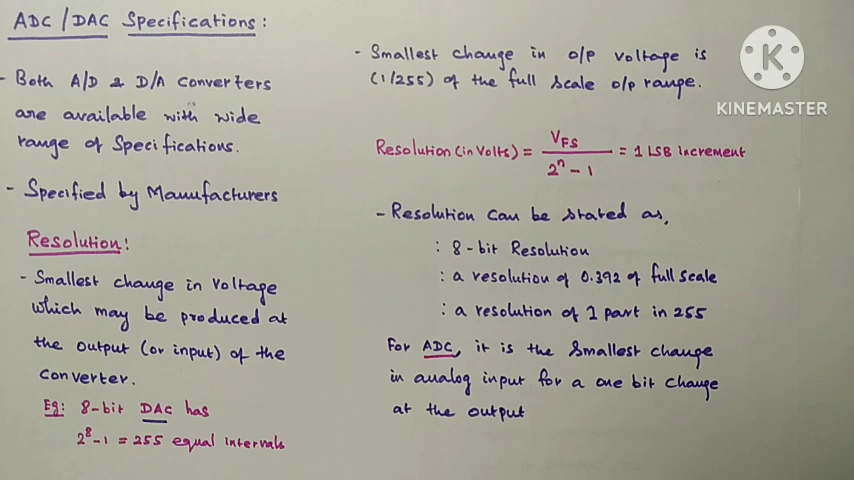 ADC/DAC Specifications:
- Both A/D & D/A Converters
are available with wide
range of Specifications.
- Specified by Manufacturers
Resolution:
- Smallest change in voltage
which may be produced at
the output (or input) of the
converter.
Eg: 8-bit DAC has
2⁸-1 = 255 equal intervals
- Smallest change in o/p voltage is
(1/255) of the full scale o/p range.
Resolution (in Volts) = V_FS / (2ⁿ - 1) = 1 LSB increment
- Resolution can be stated as,
: 8-bit Resolution
: a resolution of 0.392 of full scale
: a resolution of 1 part in 255
For ADC, it is the smallest change
in analog input for a one bit change
at the output
KINEMASTER